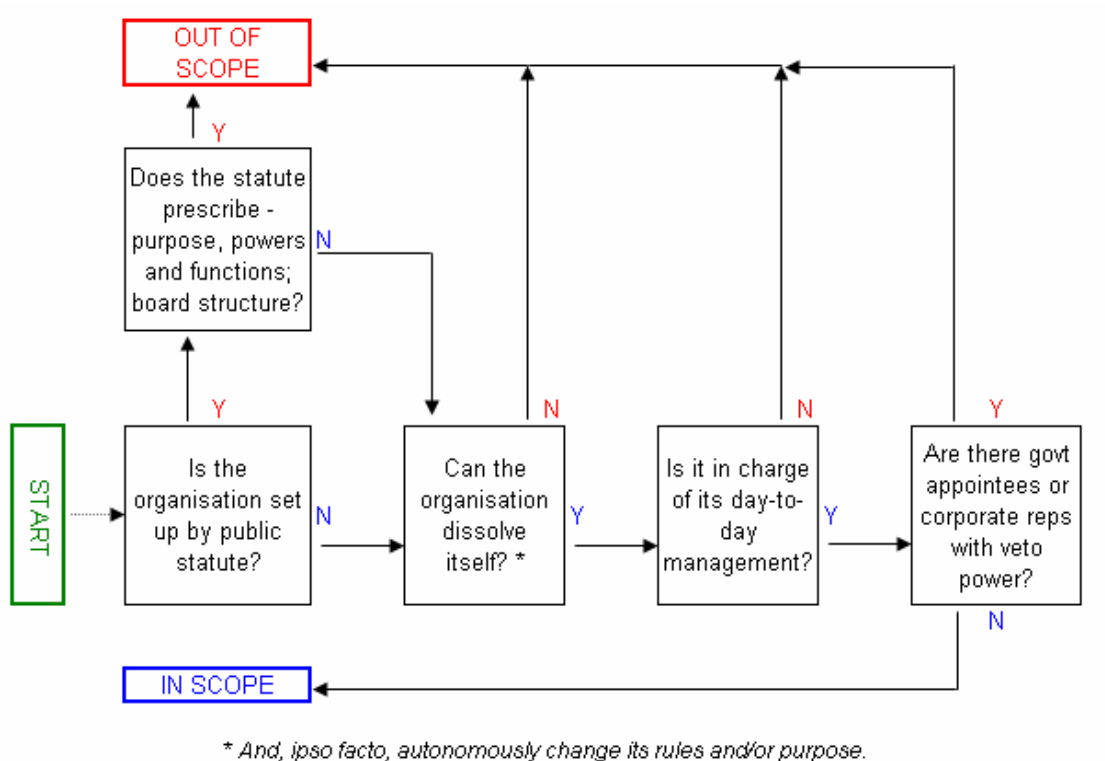 OUT OF
SCOPE
Y
Does the statute
prescribe -
purpose, powers
and functions;
board structure?
N
Y
N
N
Y
START
Is the
organisation set
up by public
statute?
N
Can the
organisation
dissolve
itself? *
Y
Is it in charge
of its day-to-
day
management?
Y
Are there govt
appointees or
corporate reps
with veto
power?
N
IN SCOPE
* And, ipso facto, autonomously change its rules and/or purpose.